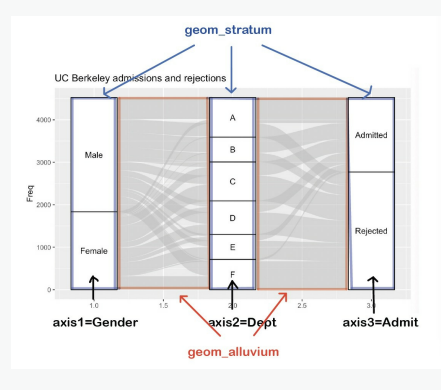 geom_stratum
UC Berkeley admissions and rejections
Freq
4000
3000
2000
1000
0
Male
Female
A
B
C
D
E
F
Admitted
Rejected
1.0
1.5
2.0
2.5
3.0
axis1=Gender
axis2=Dept
axis3=Admit
geom_alluvium